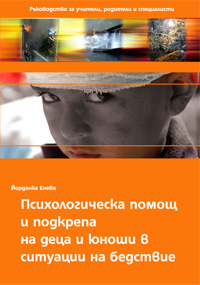 Ръководство за учители, родители и специалисти
Йорданка Енева
Психологическа помощ
и подкрепа
на деца и юноши в
ситуации на бедствие